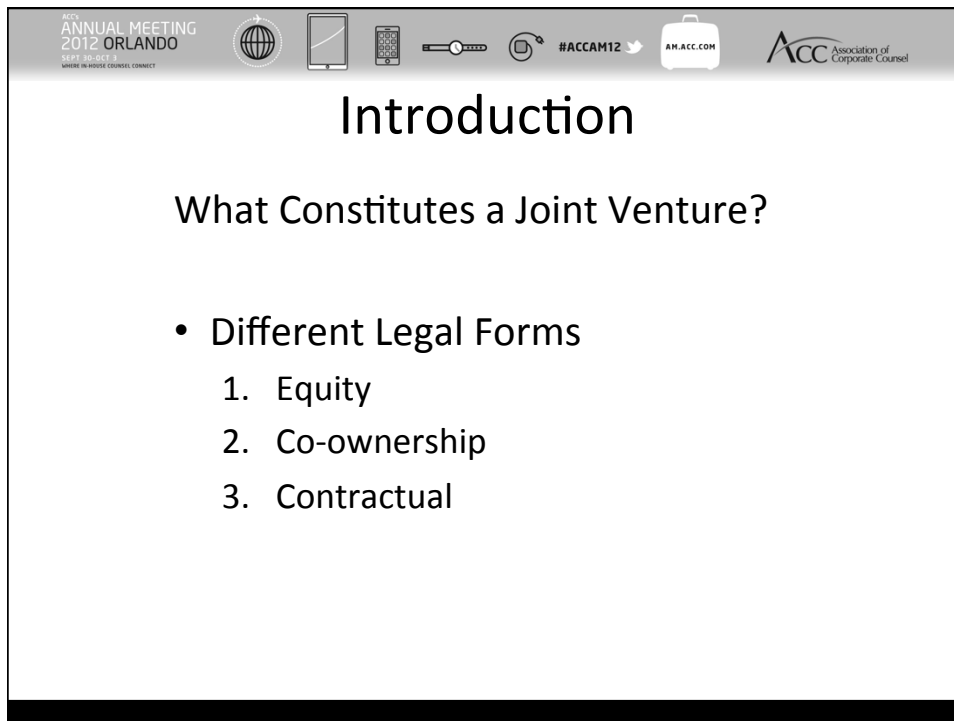 ACC's
ANNUAL MEETING
2012 ORLANDO
SEPT 30-OCT 3
WHERE IN-HOUSE COUNSEL CONNECT
#ACCAM12
AM.ACC.COM
ACC Association of
Corporate Counsel
Introduction
What Constitutes a Joint Venture?
• Different Legal Forms
1. Equity
2. Co-ownership
3. Contractual